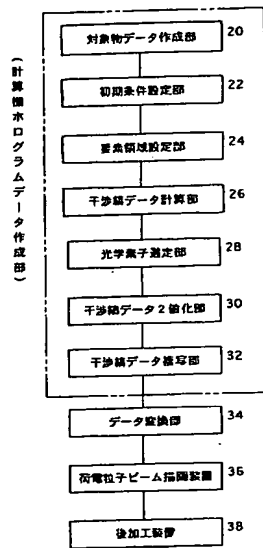 (計算機ホログラムデータ作成部)
対象物データ作成部 20
初期条件設定部 22
要素領域設定部 24
干渉縞データ計算部 26
光学素子選定部 28
干渉縞データ2値化部 30
干渉縞データ複写部 32
データ変換部 34
荷電粒子ビーム描画装置 36
後加工装置 38